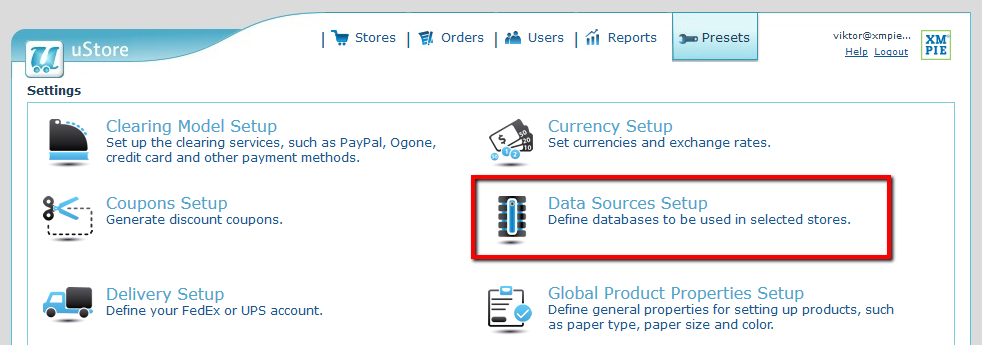 u uStore
Stores Orders Users Reports Presets
viktor@xmpie...
Help Logout
XM
PIE
Settings
Clearing Model Setup
Set up the clearing services, such as PayPal, Ogone,
credit card and other payment methods.
Currency Setup
Set currencies and exchange rates.
$ 50
20
10
Coupons Setup
Generate discount coupons.
Data Sources Setup
Define databases to be used in selected stores.
Delivery Setup
Define your FedEx or UPS account.
Global Product Properties Setup
Define general properties for setting up products, such
as paper type, paper size and color.